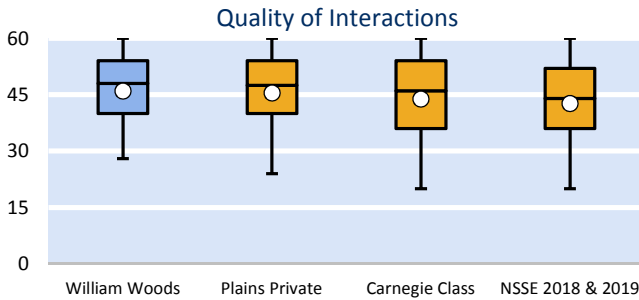 Quality of Interactions
60
45
30
15
0
William Woods Plains Private Carnegie Class NSSE 2018 & 2019